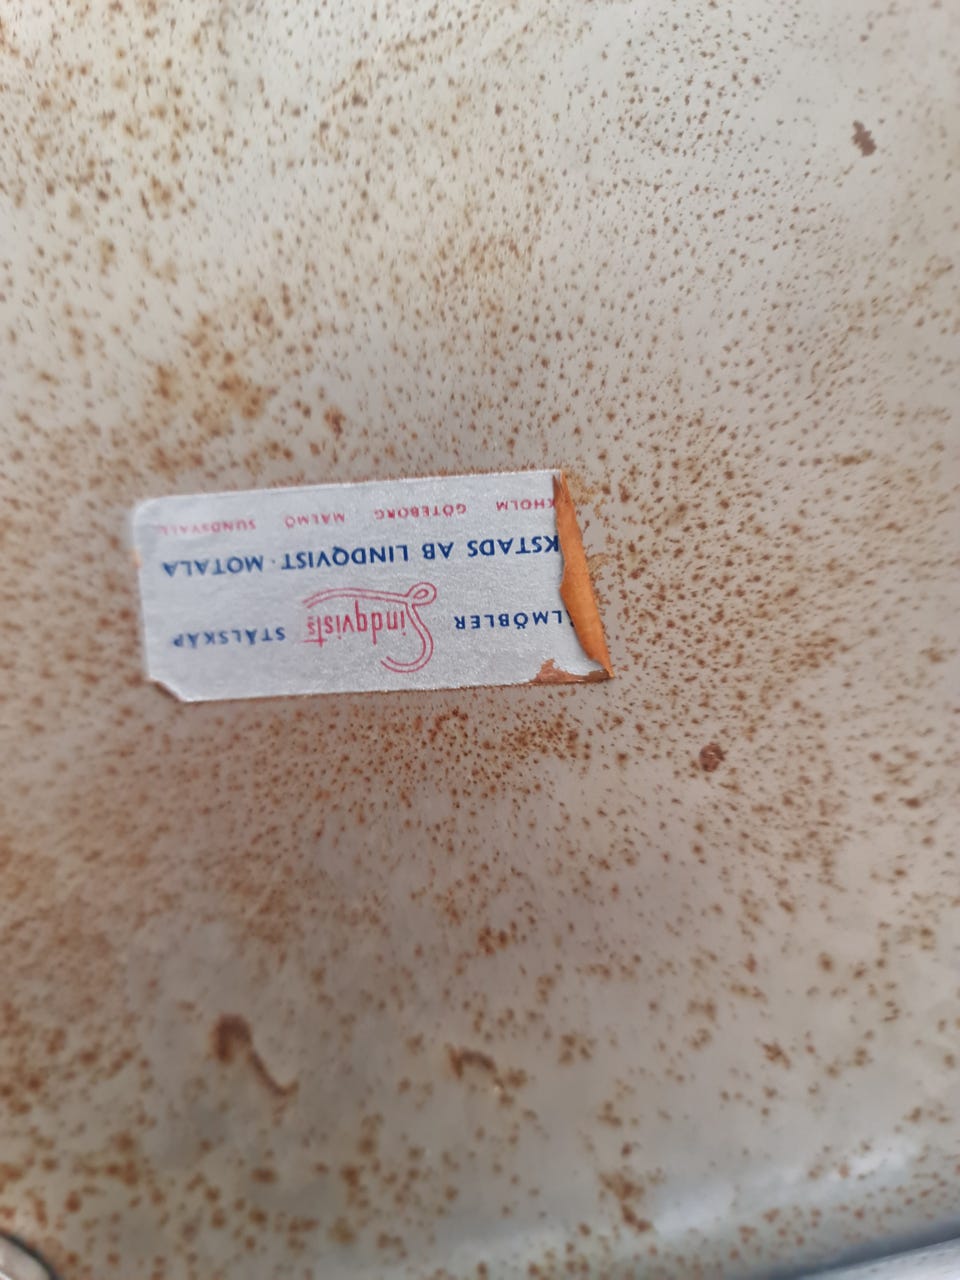 LMÖBLER Lindqvists STÅLSKÅP
KSTADS AB LINDQVIST · MOTALA
KHOLM GÖTEBORG MALMÖ SUNDSVALL